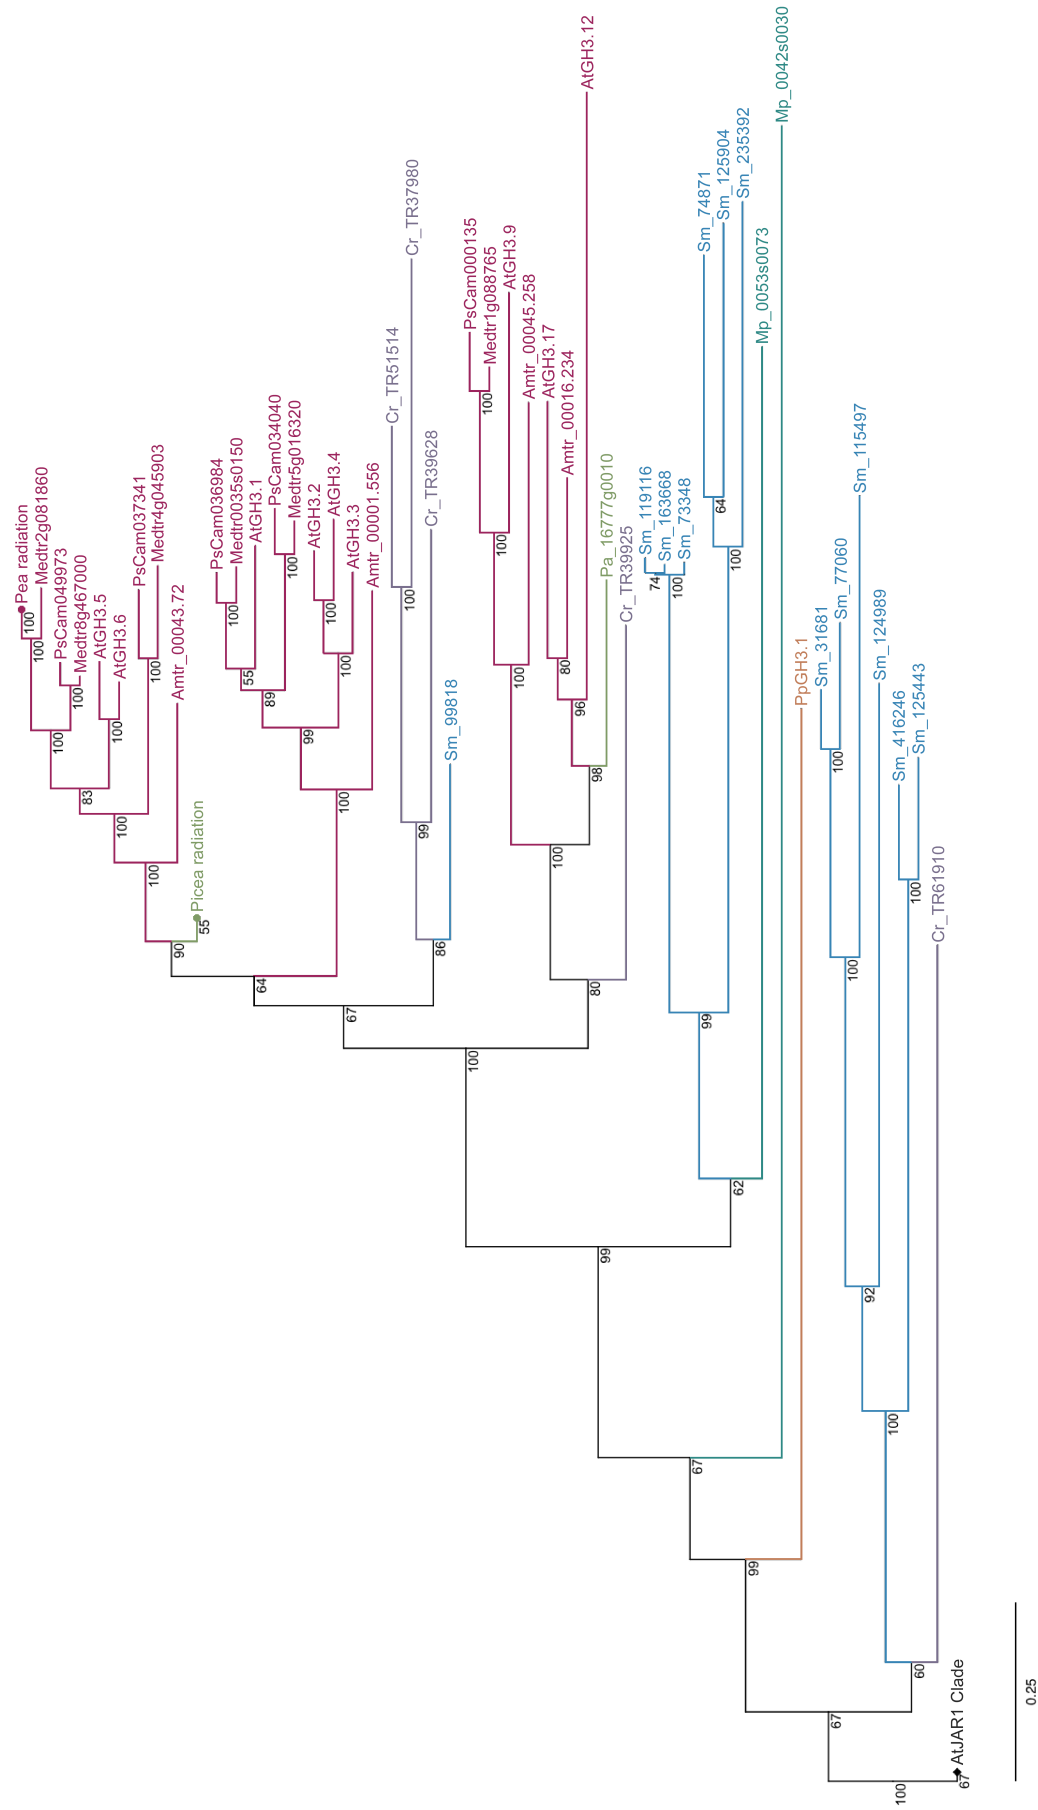 Pea radiation
100
Medtr2g081860
100
PsCam049973
Medtr8g467000
100
100
AtGH3.5
AtGH3.6
100
83
PsCam037341
Medtr4g045903
100
100
Amtr_00043.72
100
Picea radiation
55
90
PsCam036984
Medtr0035s0150
100
AtGH3.1
55
PsCam034040
Medtr5g016320
100
89
AtGH3.2
AtGH3.4
100
AtGH3.3
100
99
Amtr_00001.556
100
64
Cr_TR51514
Cr_TR37980
100
Cr_TR39628
99
Sm_99818
86
67
PsCam000135
Medtr1g088765
100
AtGH3.9
100
Amtr_00045.258
100
AtGH3.17
Amtr_00016.234
80
AtGH3.12
96
Pa_16777g0010
98
100
Cr_TR39925
80
100
Sm_119116
Sm_163668
74
Sm_73348
100
Sm_74871
Sm_125904
64
Sm_235392
100
99
Mp_0053s0073
62
99
Mp_0042s0030
67
PpGH3.1
99
Sm_31681
Sm_77060
100
Sm_115497
100
Sm_124989
92
Sm_416246
Sm_125443
100
100
Cr_TR61910
60
67
AtJAR1 Clade
67
100
0.25